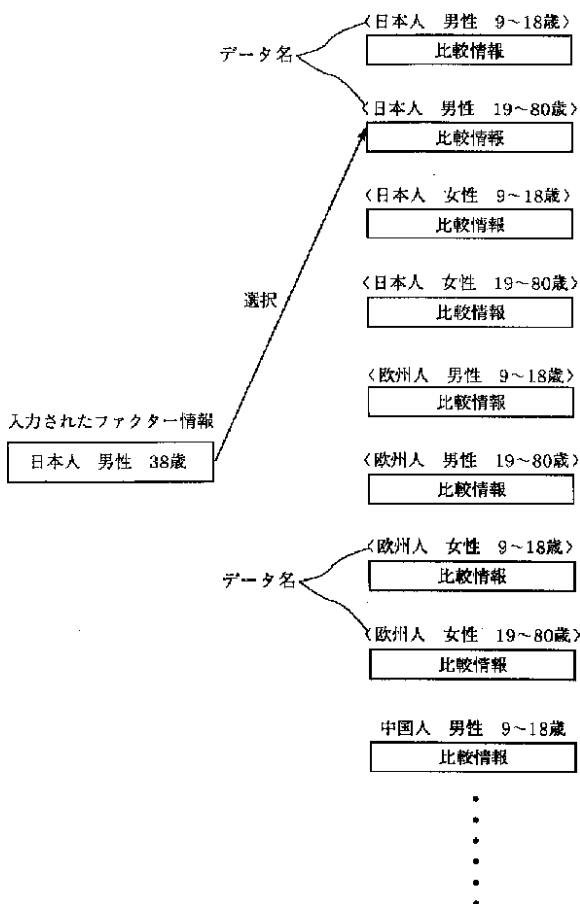 〈日本人 男性 9～18歳〉
データ名
比較情報
〈日本人 男性 19～80歳〉
比較情報
〈日本人 女性 9～18歳〉
比較情報
〈日本人 女性 19～80歳〉
選択
比較情報
〈欧州人 男性 9～18歳〉
比較情報
入力されたファクター情報
日本人 男性 38歳
〈欧州人 男性 19～80歳〉
比較情報
〈欧州人 女性 9～18歳〉
データ名
比較情報
〈欧州人 女性 19～80歳〉
比較情報
中国人 男性 9～18歳
比較情報